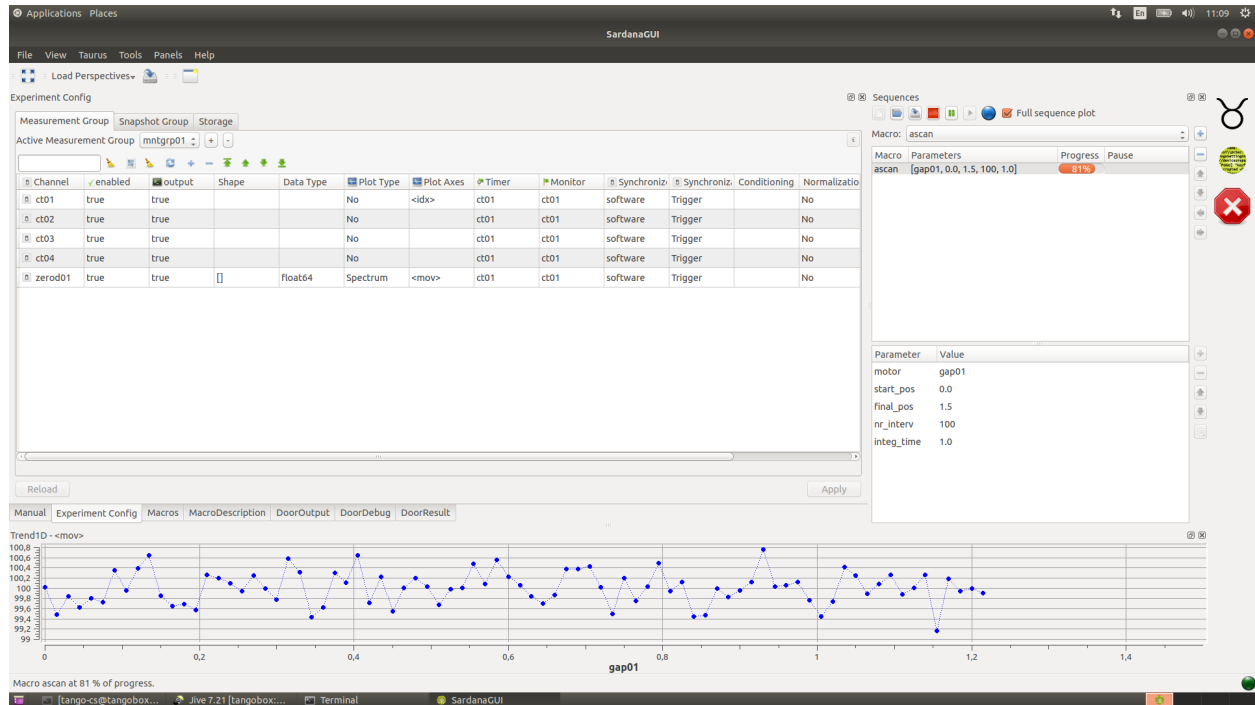 Applications Places
En
11:09
SardanaGUI
File View Taurus Tools Panels Help
Load Perspectives
Experiment Config
Measurement Group Snapshot Group Storage
Active Measurement Group mntgrp01 + -
Channel enabled output Shape Data Type Plot Type Plot Axes Timer Monitor Synchroniz Synchroniz Conditioning Normalizatio
ct01 true true No <idx> ct01 ct01 software Trigger No
ct02 true true No ct01 ct01 software Trigger No
ct03 true true No ct01 ct01 software Trigger No
ct04 true true No ct01 ct01 software Trigger No
zerod01 true true [] float64 Spectrum <mov> ct01 ct01 software Trigger No
Reload Apply
Manual Experiment Config Macros MacroDescription DoorOutput DoorDebug DoorResult
Sequences
Full sequence plot
Macro: ascan
Macro Parameters Progress Pause
ascan [gap01, 0.0, 1.5, 100, 1.0] 81%
Parameter Value
motor gap01
start_pos 0.0
final_pos 1.5
nr_interv 100
integ_time 1.0
Trend1D - <mov>
100,8
100,6
100,4
100,2
100
99,8
99,6
99,4
99,2
99
0 0,2 0,4 0,6 0,8 1 1,2 1,4
gap01
Macro ascan at 81 % of progress.
[tango-cs@tangobox... Jive 7.21 [tangobox:... Terminal SardanaGUI